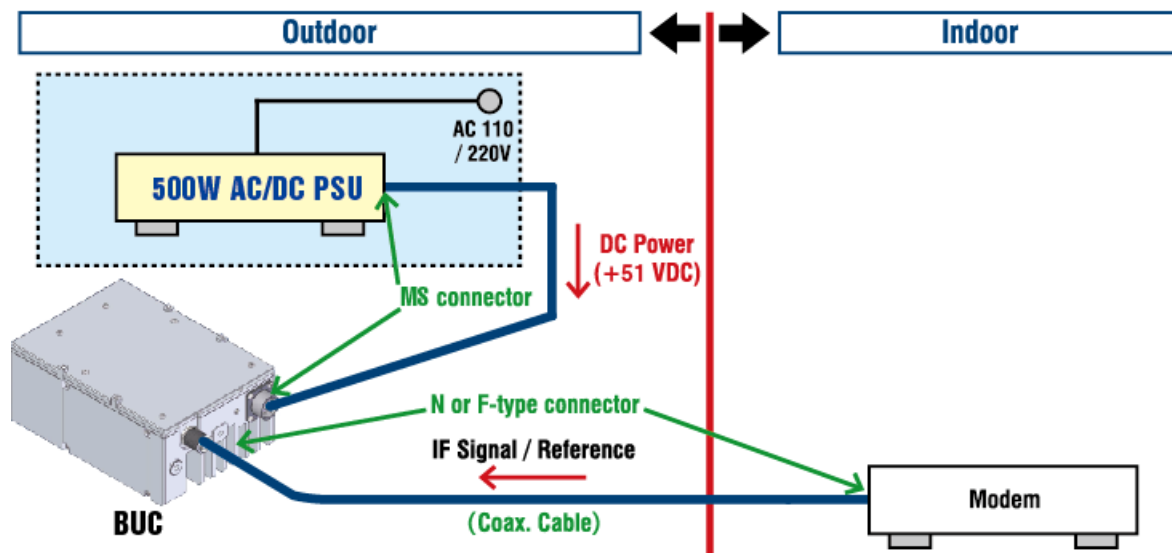 Outdoor
Indoor
AC 110
/ 220V
500W AC/DC PSU
DC Power
(+51 VDC)
MS connector
N or F-type connector
IF Signal / Reference
(Coax. Cable)
Modem
BUC